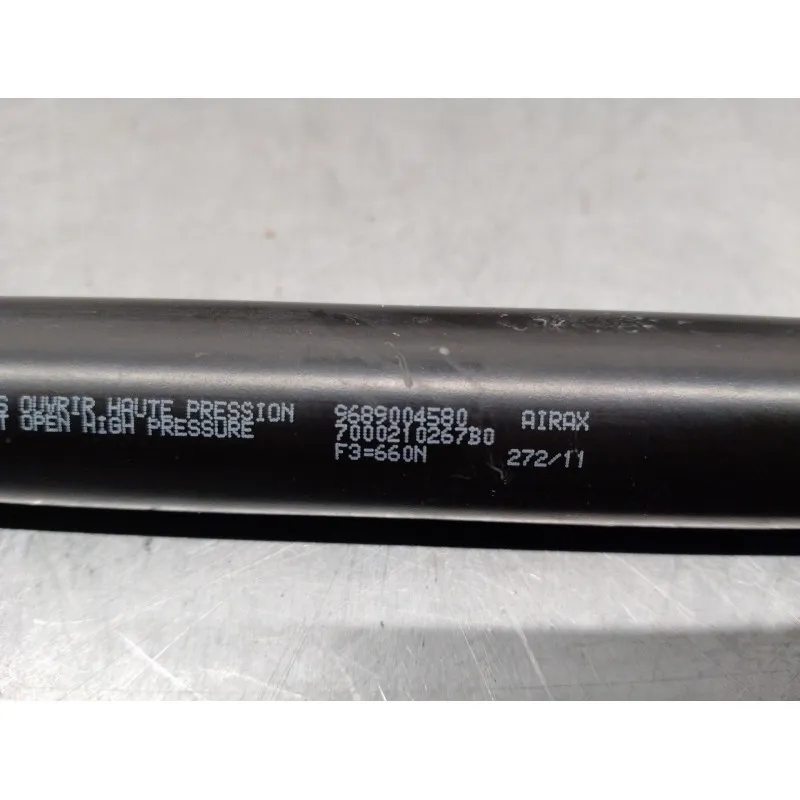 S OUVRIR HAUTE PRESSION 9689004580 AIRAX
T OPEN HIGH PRESSURE 7000210267B0
F3=660N 272/11